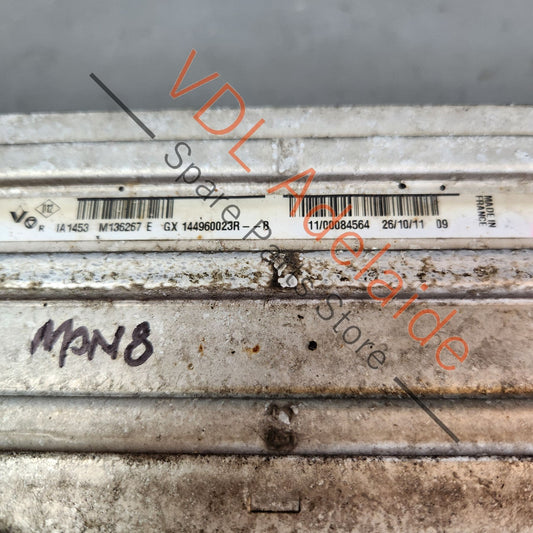 VDL Adelaide
Spare Parts Store
Ve R IA1453 M136267 E GX 144960023R- B 11/00084564 26/10/11 09
MADE IN
FRANCE
MAN8